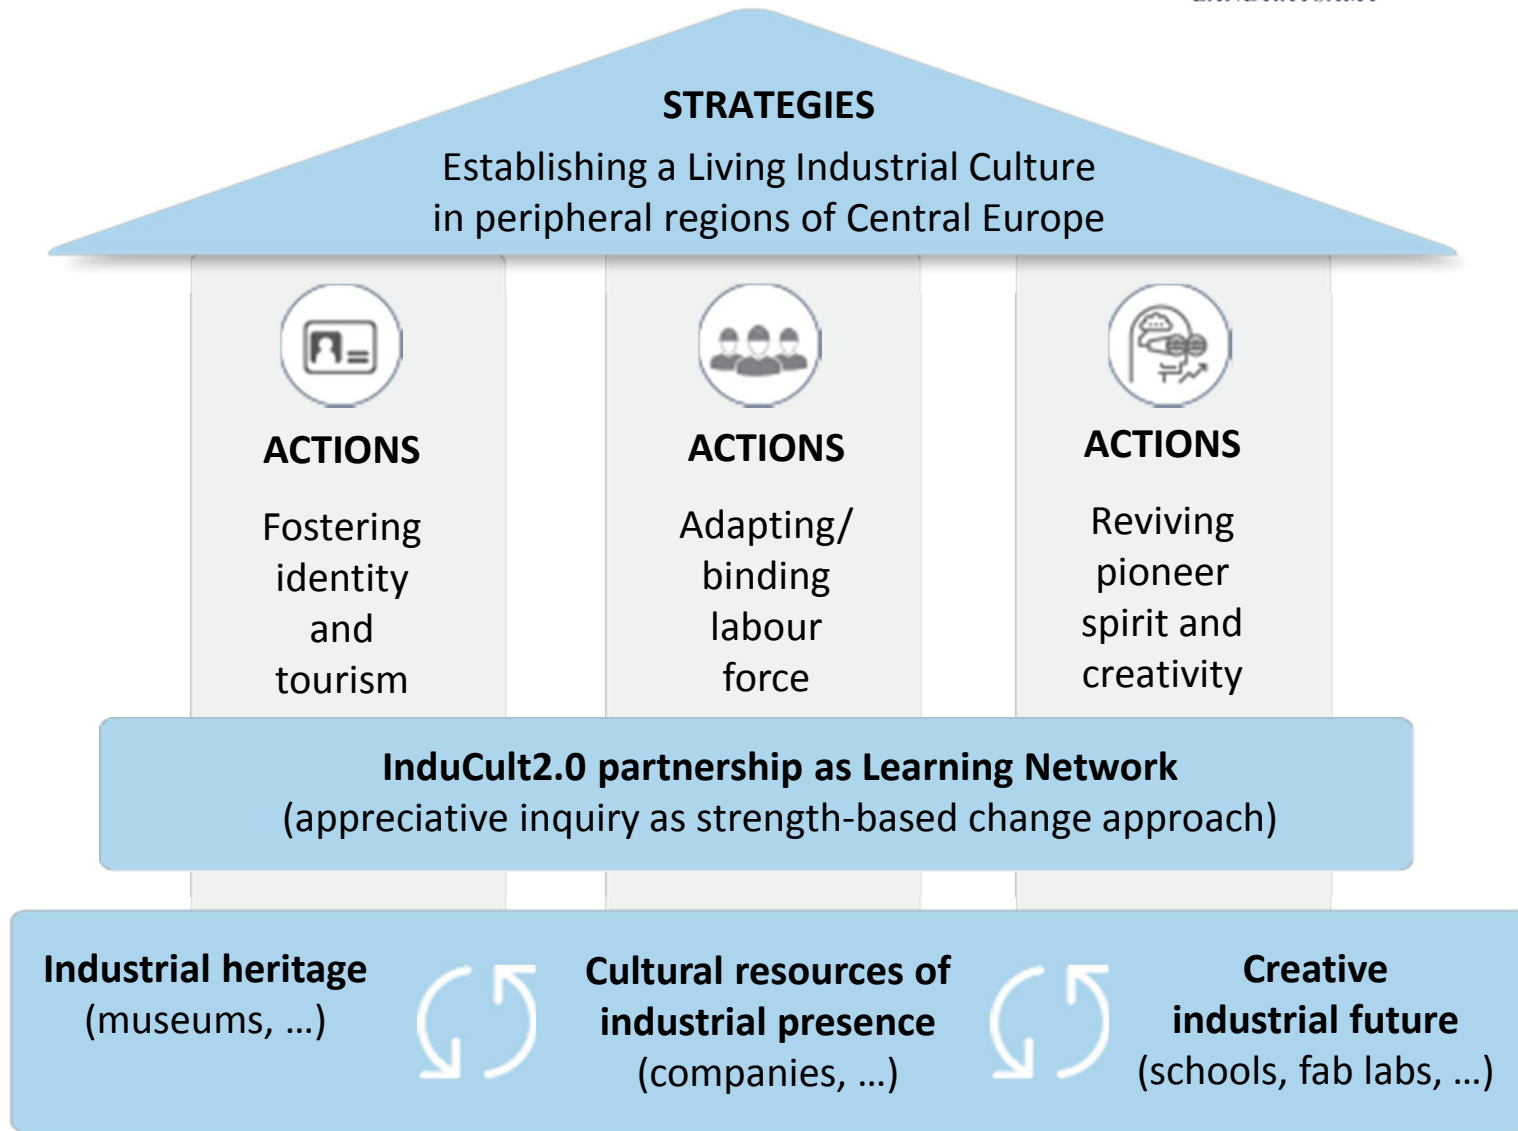 STRATEGIES
Establishing a Living Industrial Culture
in peripheral regions of Central Europe
ACTIONS
Fostering
identity
and
tourism
ACTIONS
Adapting/
binding
labour
force
ACTIONS
Reviving
pioneer
spirit and
creativity
InduCult2.0 partnership as Learning Network
(appreciative inquiry as strength-based change approach)
Industrial heritage
(museums, …)
Cultural resources of
industrial presence
(companies, …)
Creative
industrial future
(schools, fab labs, …)